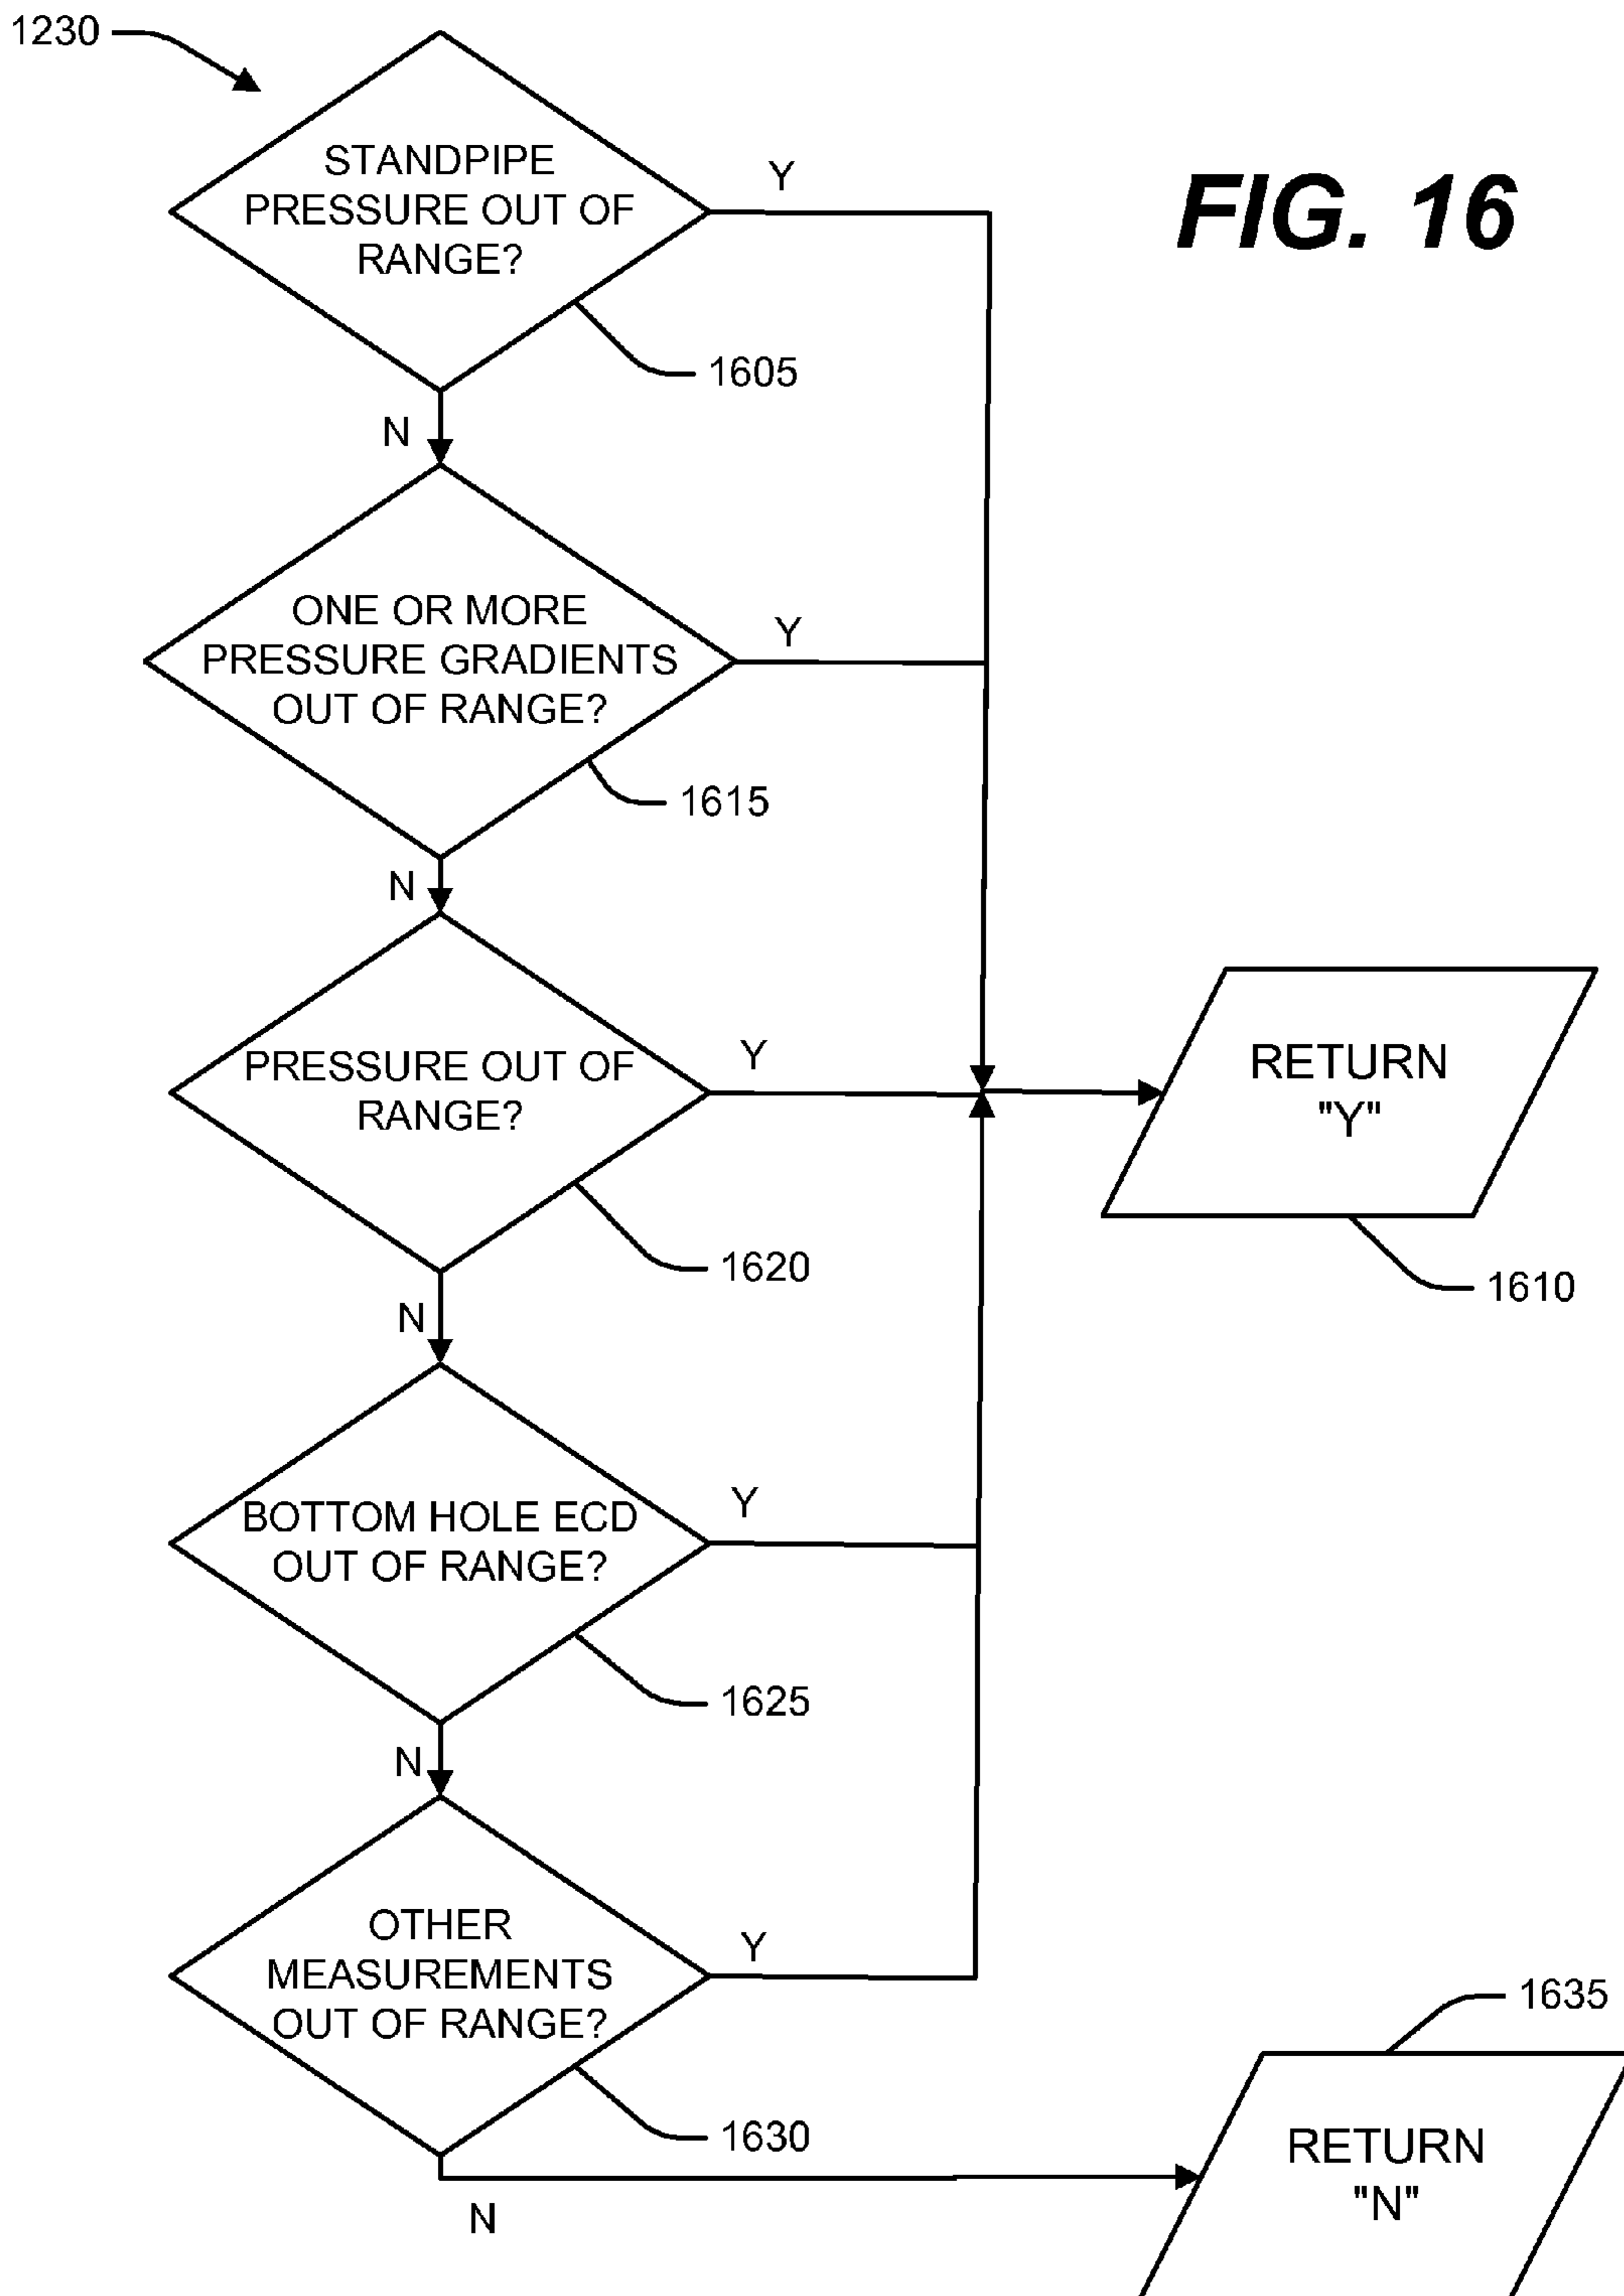 1230
STANDPIPE
PRESSURE OUT OF
RANGE?
Y
FIG. 16
1605
N
ONE OR MORE
PRESSURE GRADIENTS
OUT OF RANGE?
Y
1615
N
PRESSURE OUT OF
RANGE?
Y
RETURN
"Y"
1620
1610
N
BOTTOM HOLE ECD
OUT OF RANGE?
Y
1625
N
OTHER
MEASUREMENTS
OUT OF RANGE?
Y
1635
1630
RETURN
"N"
N